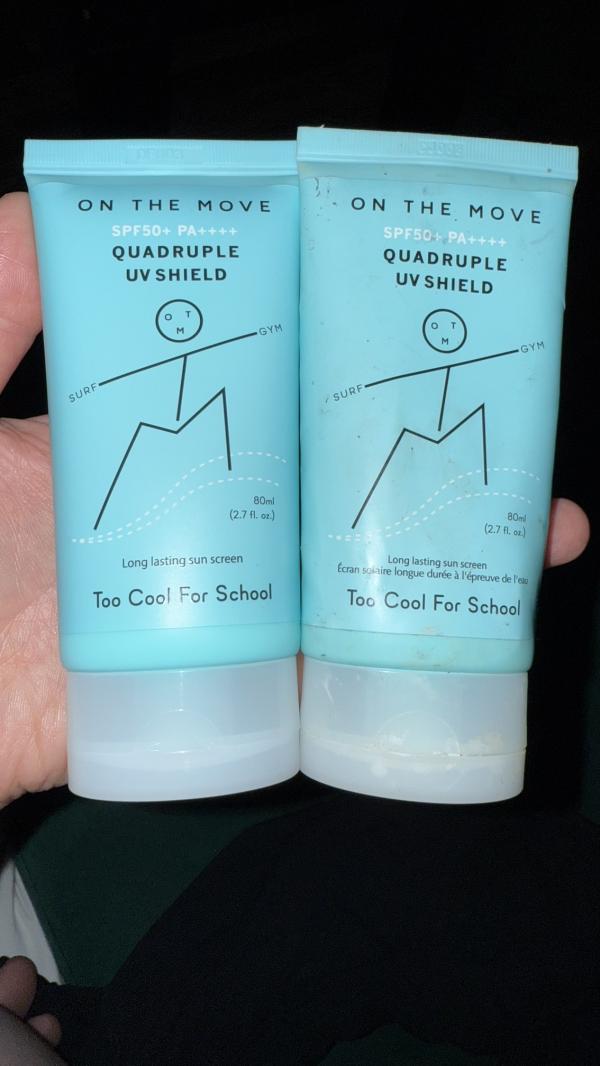 ON THE MOVE
SPF50+ PA++++
QUADRUPLE
UV SHIELD
O T
M
GYM
SURF
80ml
(2.7 fl. oz.)
Long lasting sun screen
Too Cool For School
ON THE MOVE
SPF50+ PA++++
QUADRUPLE
UV SHIELD
O T
M
GYM
SURF
80ml
(2.7 fl. oz.)
Long lasting sun screen
Écran solaire longue durée à l'épreuve de l'eau
Too Cool For School